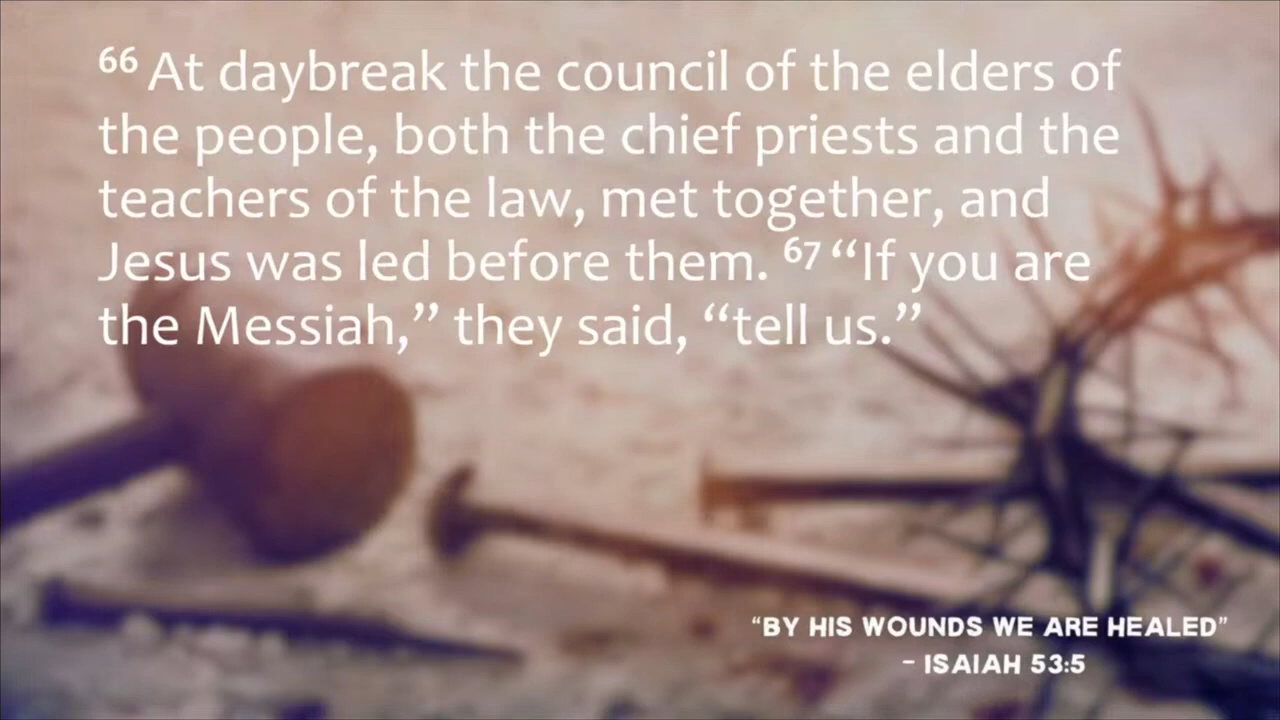 66 At daybreak the council of the elders of
the people, both the chief priests and the
teachers of the law, met together, and
Jesus was led before them. 67 “If you are
the Messiah,” they said, “tell us.”
“BY HIS WOUNDS WE ARE HEALED”
- ISAIAH 53:5